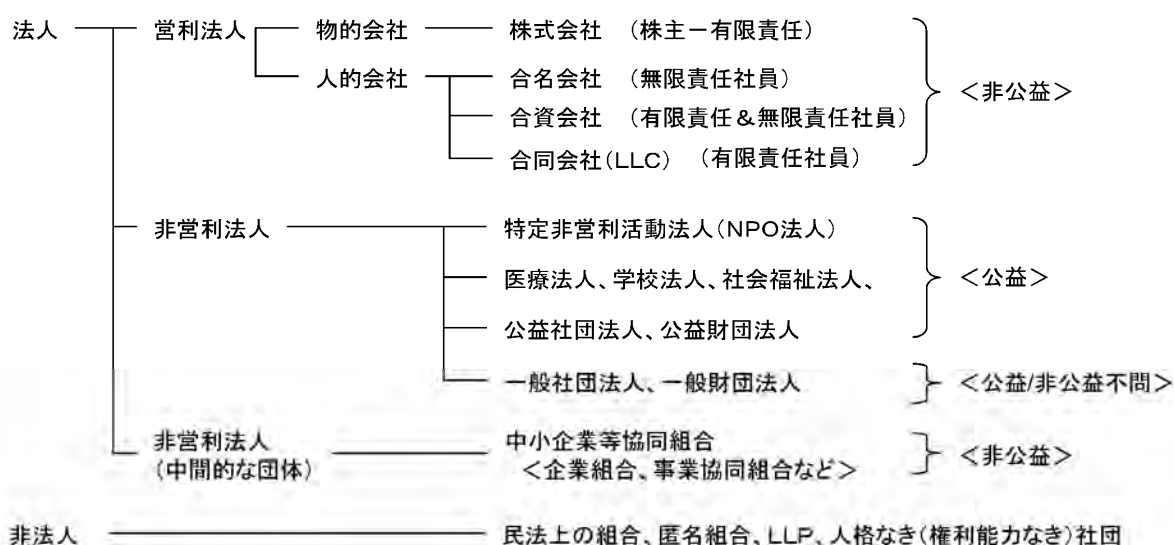 法人 営利法人 物的会社 株式会社 (株主－有限責任)
人的会社 合名会社 (無限責任社員)
<非公益>
合資会社 (有限責任＆無限責任社員)
合同会社(LLC) (有限責任社員)
非営利法人 特定非営利活動法人(NPO法人)
医療法人、学校法人、社会福祉法人、 <公益>
公益社団法人、公益財団法人
一般社団法人、一般財団法人 <公益/非公益不問>
非営利法人 中小企業等協同組合
<非公益>
(中間的な団体) <企業組合、事業協同組合など>
非法人 民法上の組合、匿名組合、LLP、人格なき(権利能力なき)社団